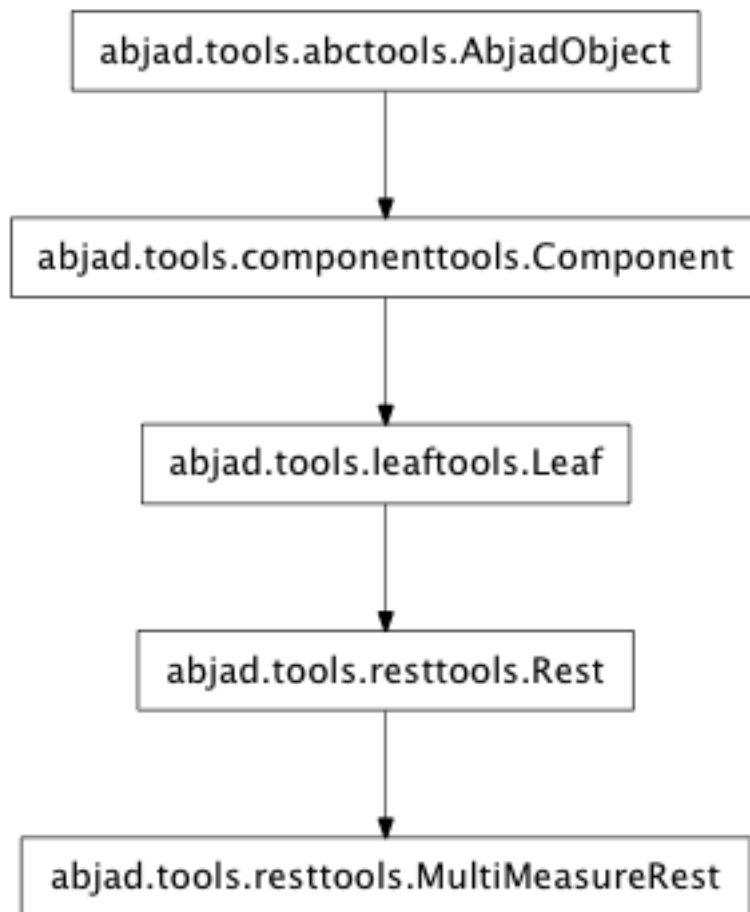 abjad.tools.abctools.AbjadObject
abjad.tools.componenttools.Component
abjad.tools.leaftools.Leaf
abjad.tools.resttools.Rest
abjad.tools.resttools.MultiMeasureRest